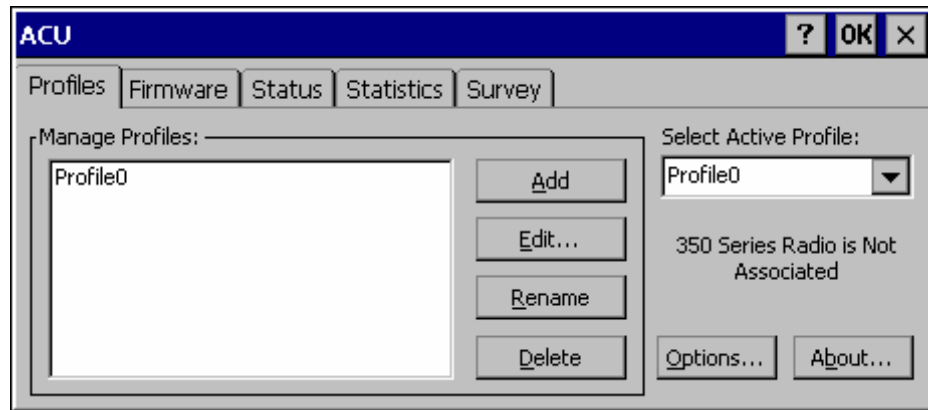 ACU ? OK ×
Profiles Firmware Status Statistics Survey
Manage Profiles:
Profile0
Add
Edit...
Rename
Delete
Select Active Profile:
Profile0
350 Series Radio is Not
Associated
Options... About...